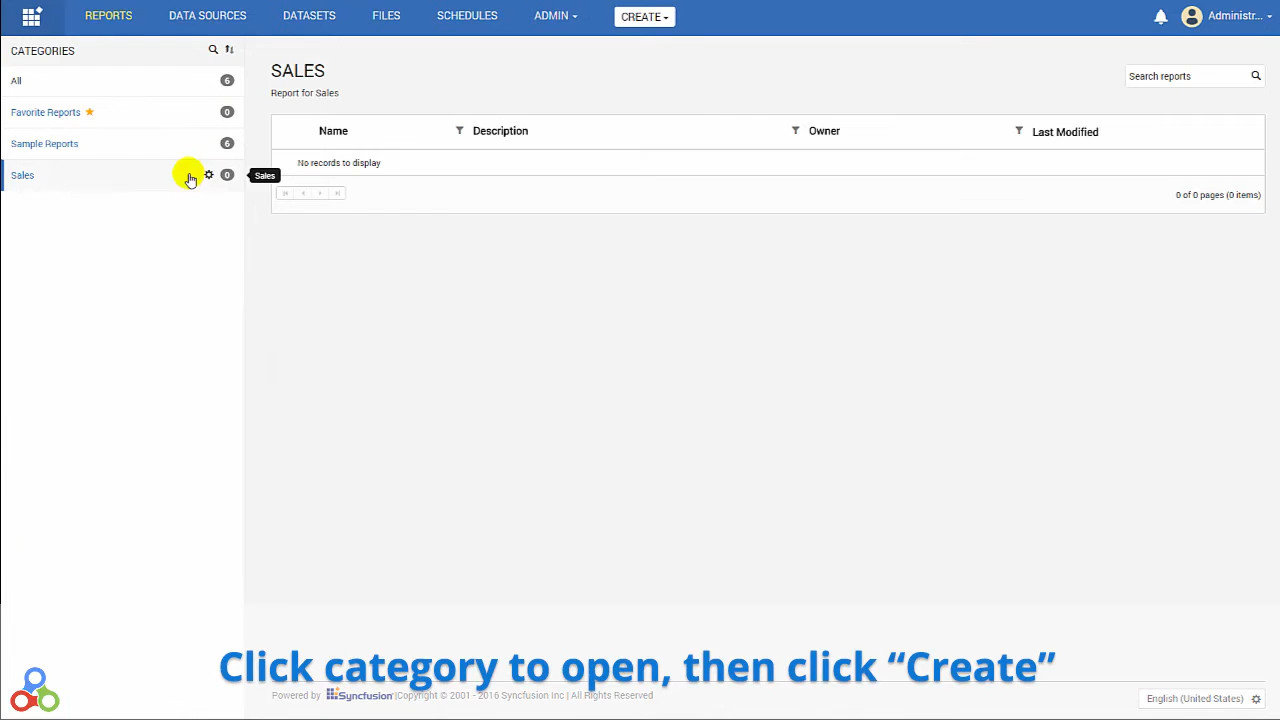 REPORTS DATA SOURCES DATASETS FILES SCHEDULES ADMIN CREATE Administr...
CATEGORIES
All 6
Favorite Reports 0
Sample Reports 6
Sales 0
Sales
SALES
Report for Sales
Search reports
Name Description Owner Last Modified
No records to display
0 of 0 pages (0 items)
Click category to open, then click “Create”
Powered by Syncfusion |Copyright © 2001 - 2016 Syncfusion Inc | All Rights Reserved
English (United States)